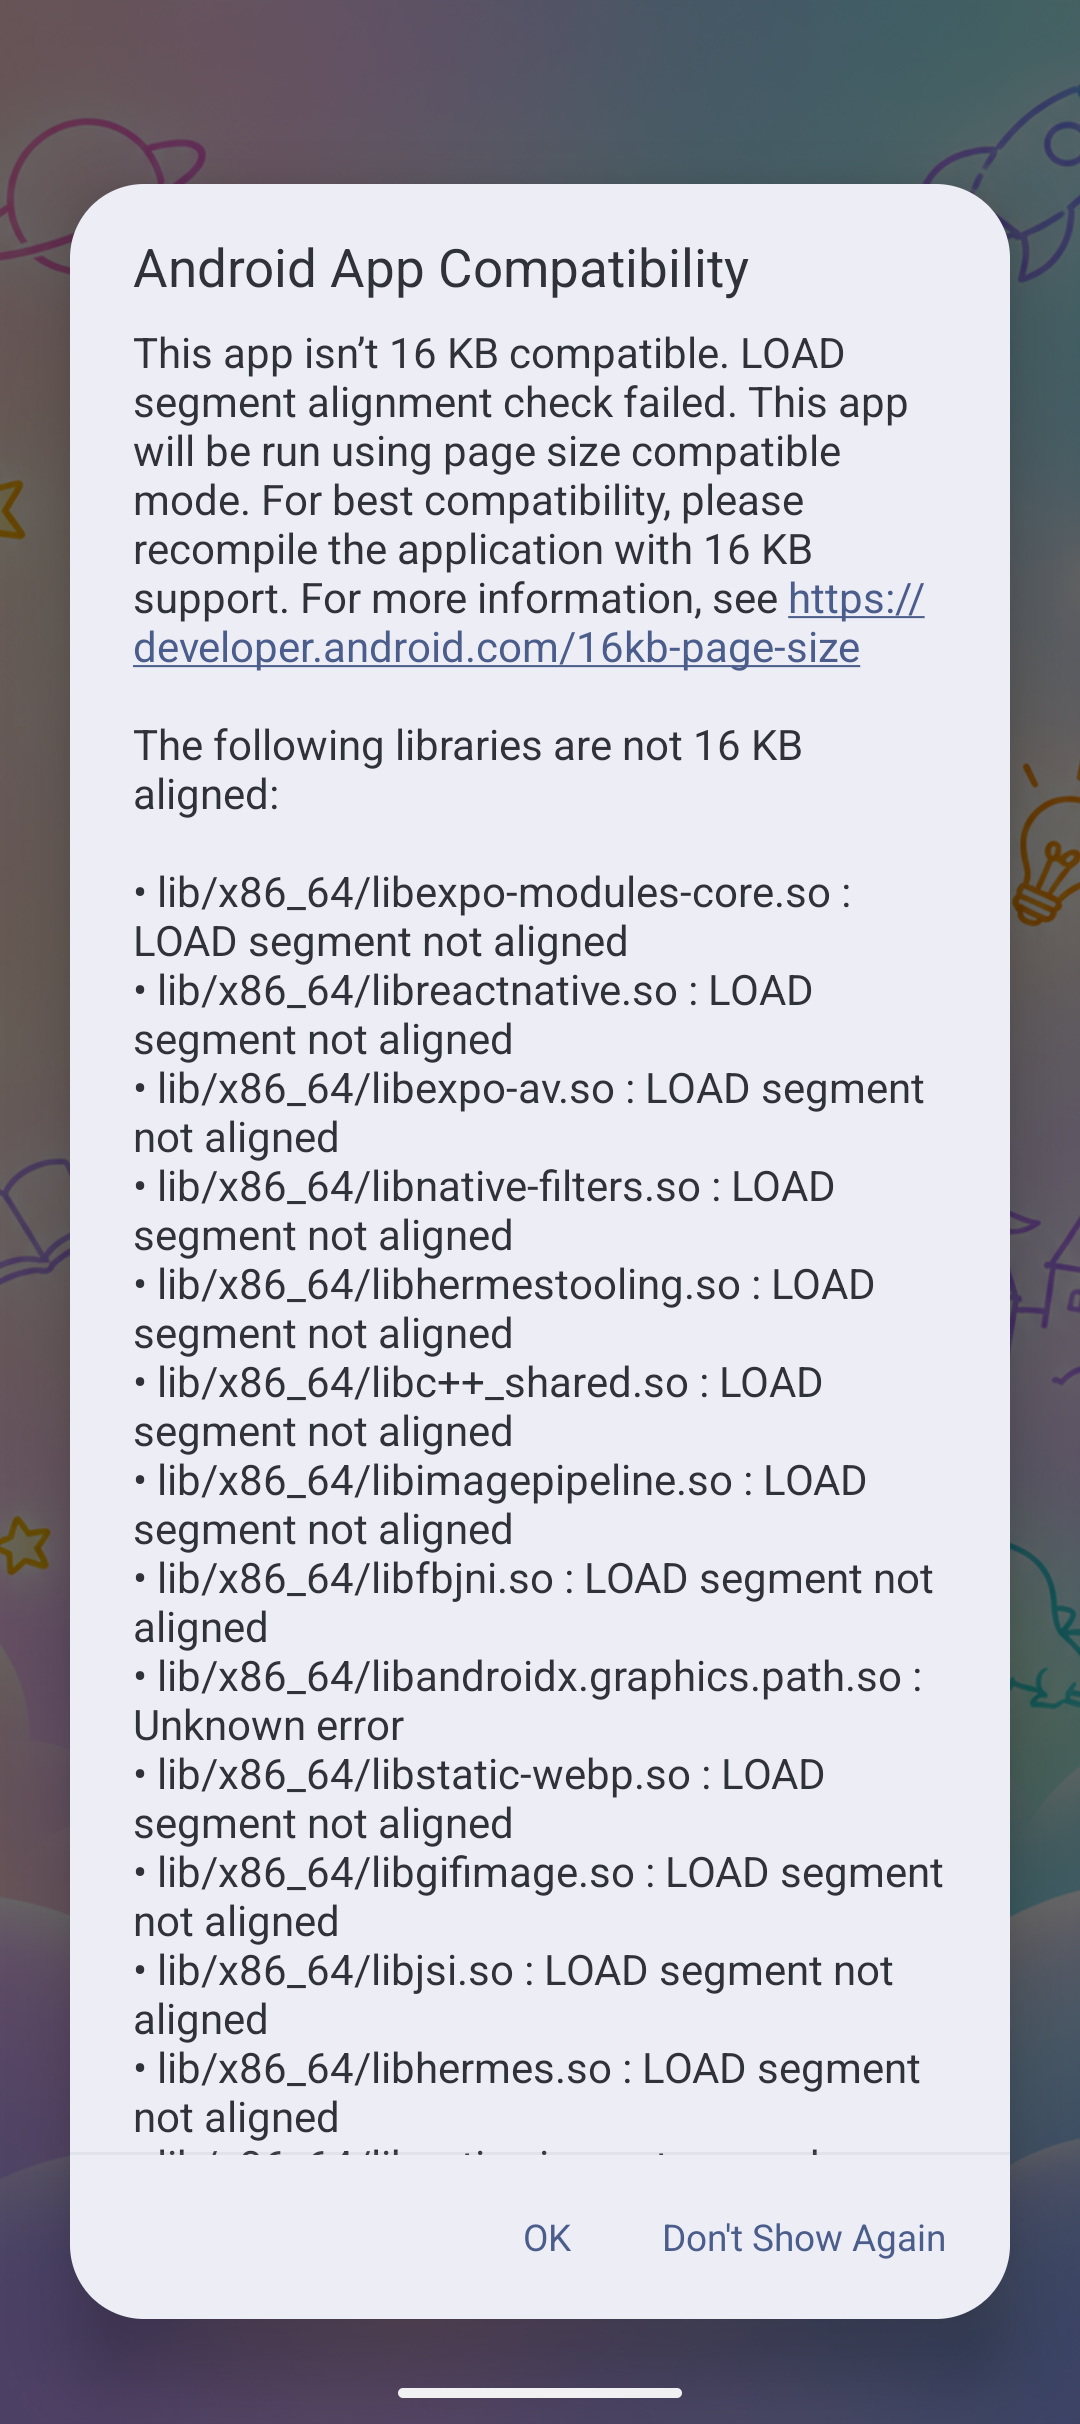 Android App Compatibility
This app isn’t 16 KB compatible. LOAD
segment alignment check failed. This app
will be run using page size compatible
mode. For best compatibility, please
recompile the application with 16 KB
support. For more information, see https://
developer.android.com/16kb-page-size
The following libraries are not 16 KB
aligned:
• lib/x86_64/libexpo-modules-core.so :
LOAD segment not aligned
• lib/x86_64/libreactnative.so : LOAD
segment not aligned
• lib/x86_64/libexpo-av.so : LOAD segment
not aligned
• lib/x86_64/libnative-filters.so : LOAD
segment not aligned
• lib/x86_64/libhermestooling.so : LOAD
segment not aligned
• lib/x86_64/libc++_shared.so : LOAD
segment not aligned
• lib/x86_64/libimagepipeline.so : LOAD
segment not aligned
• lib/x86_64/libfbjni.so : LOAD segment not
aligned
• lib/x86_64/libandroidx.graphics.path.so :
Unknown error
• lib/x86_64/libstatic-webp.so : LOAD
segment not aligned
• lib/x86_64/libgifimage.so : LOAD segment
not aligned
• lib/x86_64/libjsi.so : LOAD segment not
aligned
• lib/x86_64/libhermes.so : LOAD segment
not aligned
OK Don't Show Again